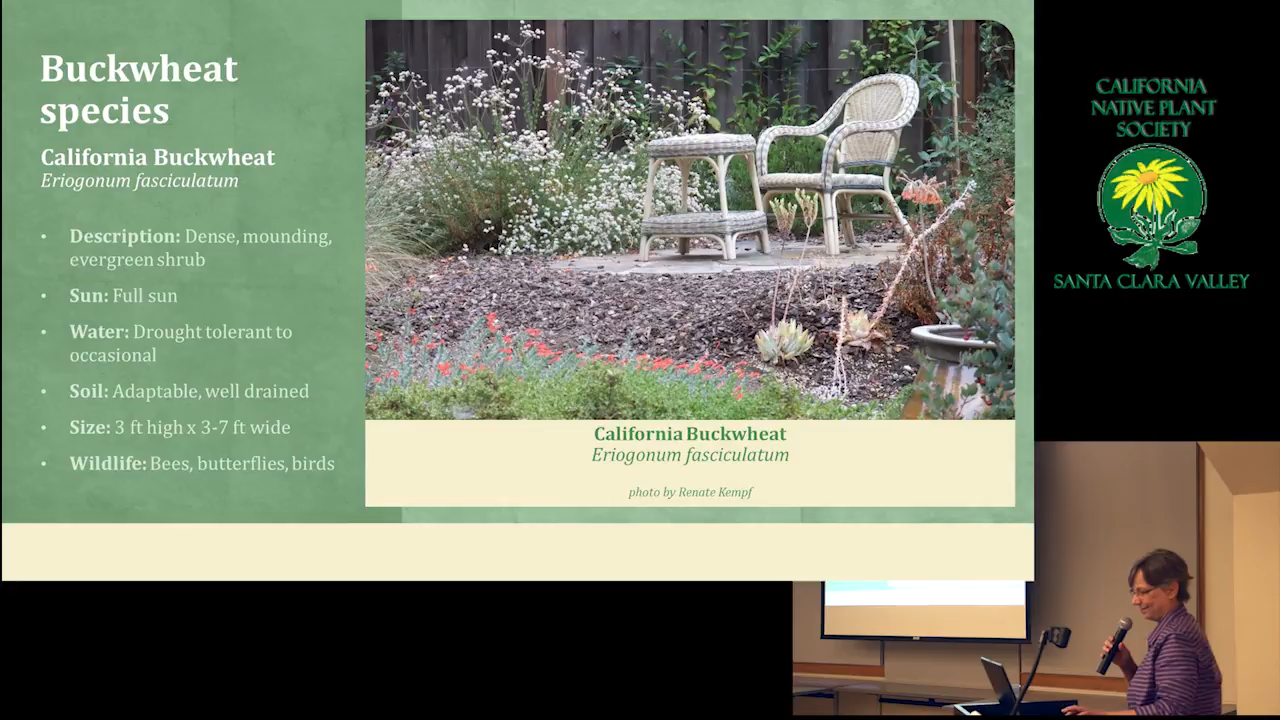 Buckwheat
species
California Buckwheat
Eriogonum fasciculatum
• Description: Dense, mounding,
evergreen shrub
• Sun: Full sun
• Water: Drought tolerant to
occasional
• Soil: Adaptable, well drained
• Size: 3 ft high x 3-7 ft wide
• Wildlife: Bees, butterflies, birds
California Buckwheat
Eriogonum fasciculatum
photo by Renate Kempf
CALIFORNIA
NATIVE PLANT
SOCIETY
SANTA CLARA VALLEY